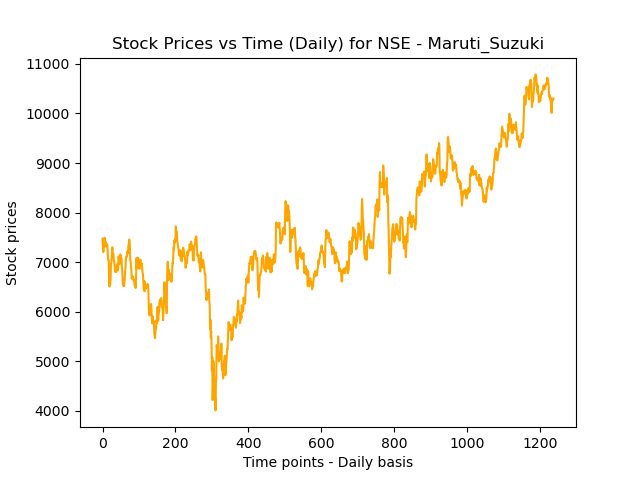 Stock Prices vs Time (Daily) for NSE - Maruti_Suzuki
11000
10000
9000
8000
7000
6000
5000
4000
Stock prices
0 200 400 600 800 1000 1200
Time points - Daily basis